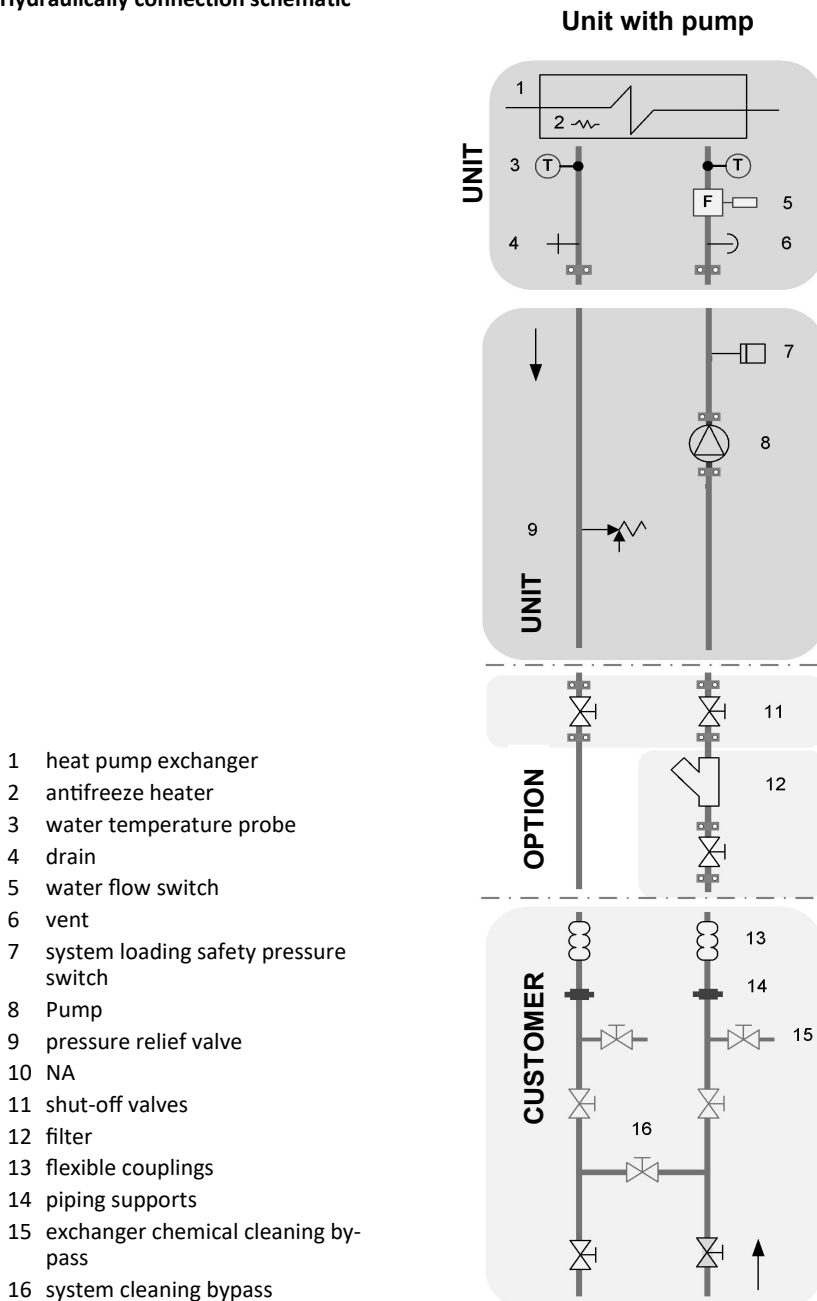 Hydraulically connection schematic
Unit with pump
1
2
UNIT
3 T T
F 5
4 6
7
8
9
UNIT
11
OPTION
12
13
14
CUSTOMER
15
16
1 heat pump exchanger
2 antifreeze heater
3 water temperature probe
4 drain
5 water flow switch
6 vent
7 system loading safety pressure
switch
8 Pump
9 pressure relief valve
10 NA
11 shut-off valves
12 filter
13 flexible couplings
14 piping supports
15 exchanger chemical cleaning by-
pass
16 system cleaning bypass